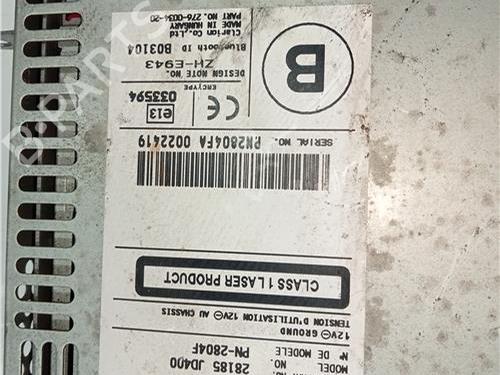 MODEL NO. 28185 JD400
N° DE MODELE PN-2804F
12V⎓ GROUND
TENSION D'UTILISATION 12V⎓ AU CHASSIS
CLASS 1 LASER PRODUCT
SERIAL NO. PN2804FA 0022419
e13 CE ERCTYPE 033594
DESIGN NOTE NO. ZH-E943
Bluetooth ID B03104
Clarion Co.,Ltd
MADE IN HUNGARY
PART NO. 276-0034-20
B
B-PARTS